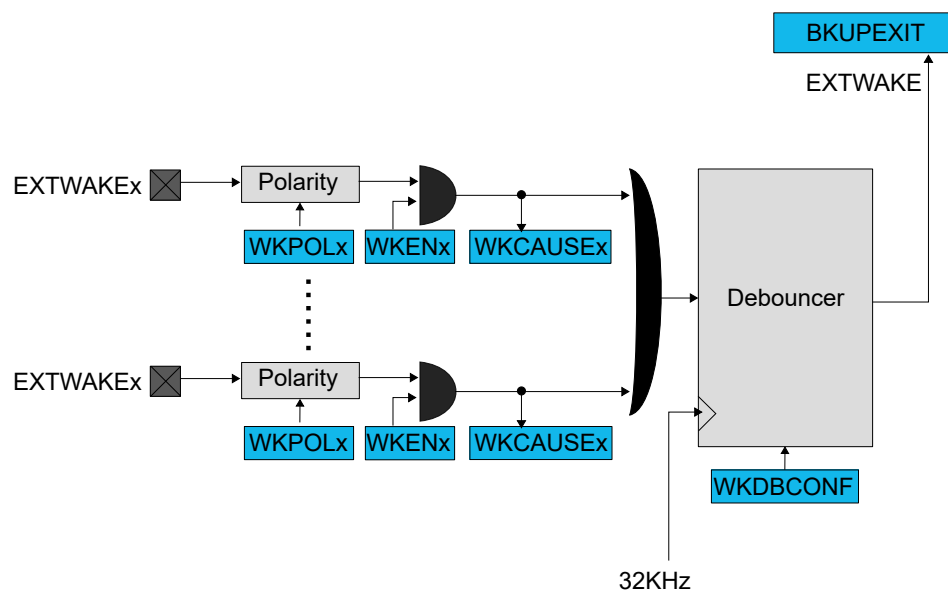 BKUPEXIT
EXTWAKE
EXTWAKEx
Polarity
WKPOLx
WKENx
WKCAUSEx
Debouncer
EXTWAKEx
Polarity
WKPOLx
WKENx
WKCAUSEx
WKDBCONF
32KHz